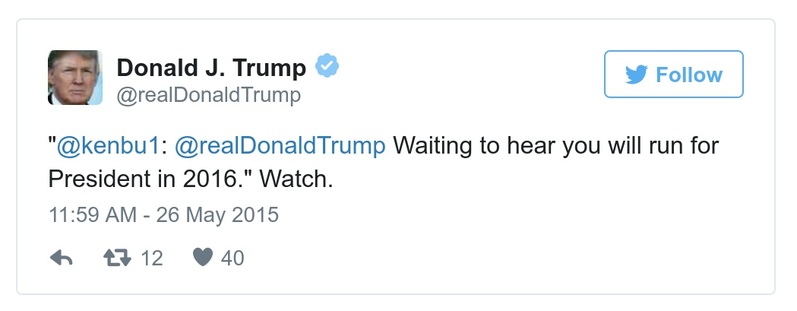 Donald J. Trump
@realDonaldTrump
Follow
"@kenbu1: @realDonaldTrump Waiting to hear you will run for
President in 2016." Watch.
11:59 AM - 26 May 2015
12 40